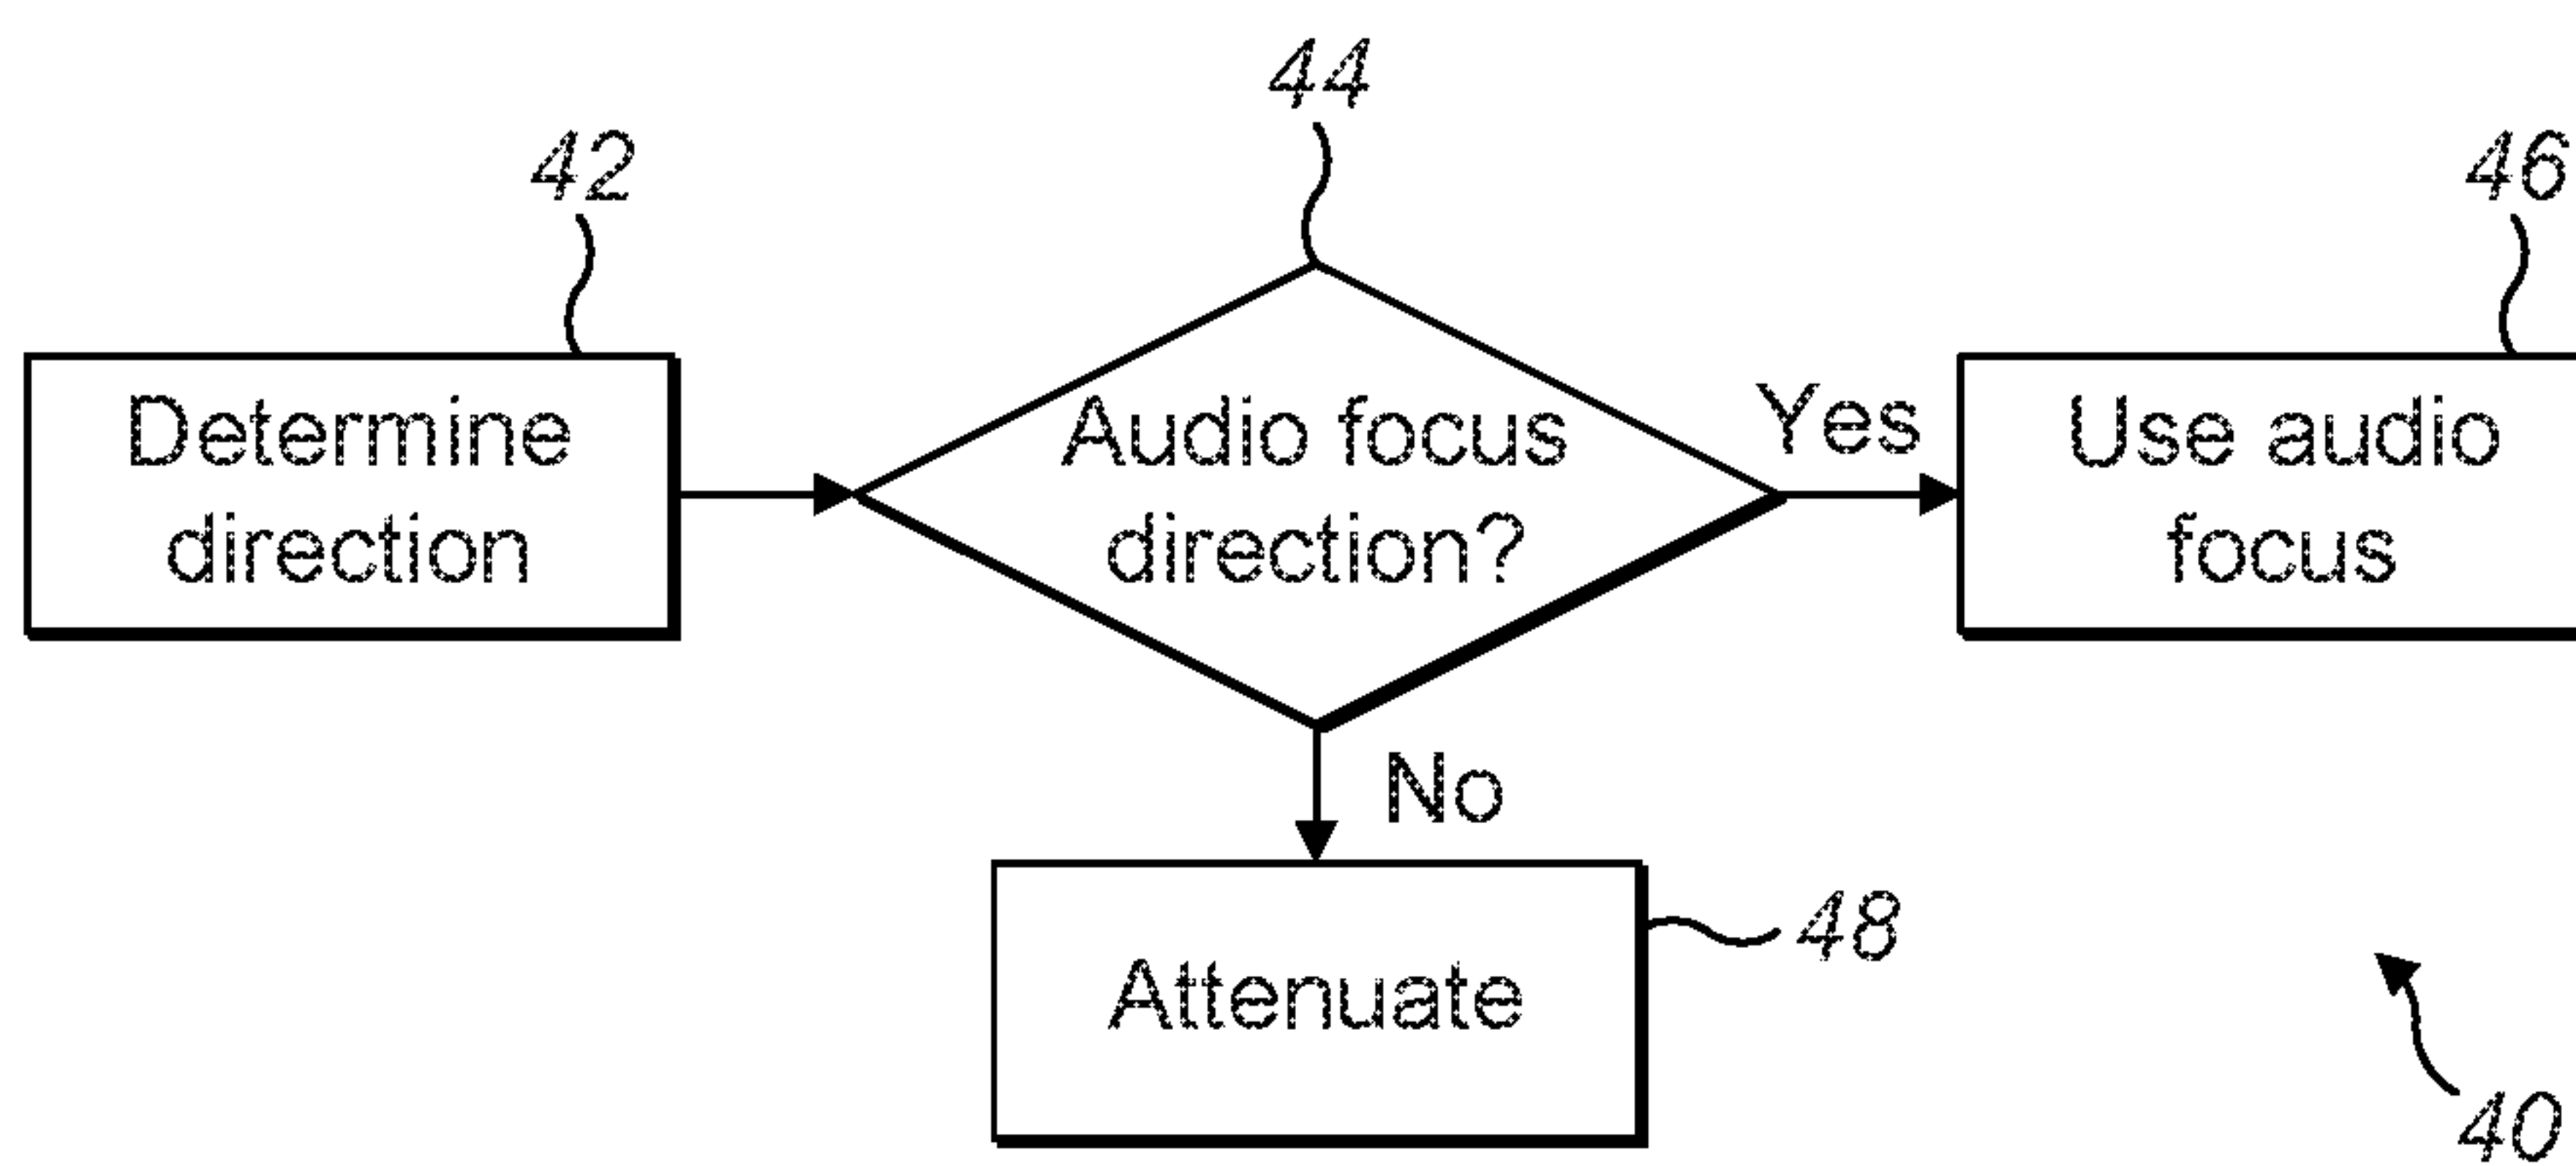 44
42
46
Determine
direction
Audio focus
direction?
Yes
Use audio
focus
No
48
Attenuate
40